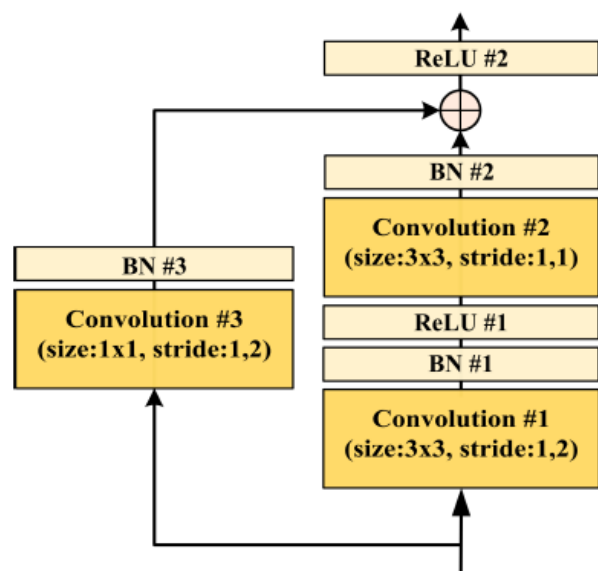 ReLU #2
BN #2
Convolution #2
(size:3x3, stride:1,1)
BN #3
ReLU #1
Convolution #3
(size:1x1, stride:1,2)
BN #1
Convolution #1
(size:3x3, stride:1,2)